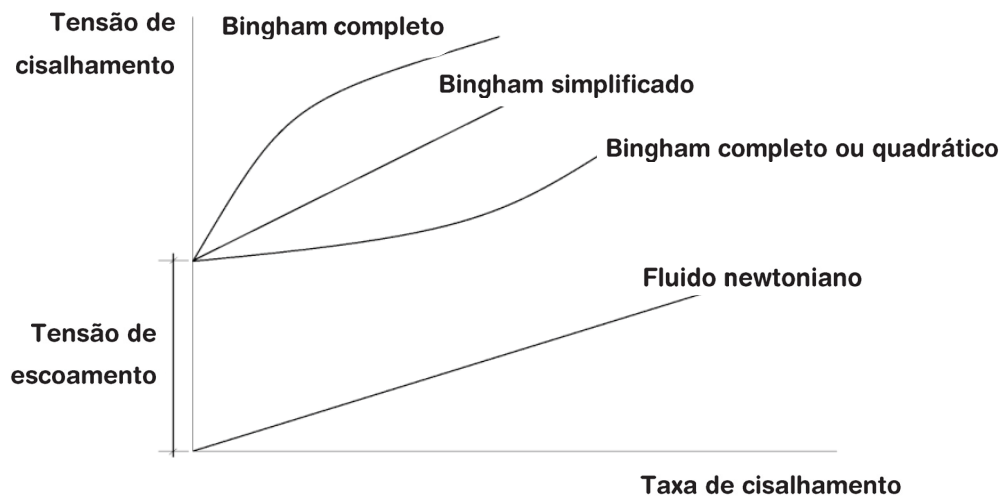 Tensão de
cisalhamento
Bingham completo
Bingham simplificado
Bingham completo ou quadrático
Fluido newtoniano
Tensão de
escoamento
Taxa de cisalhamento